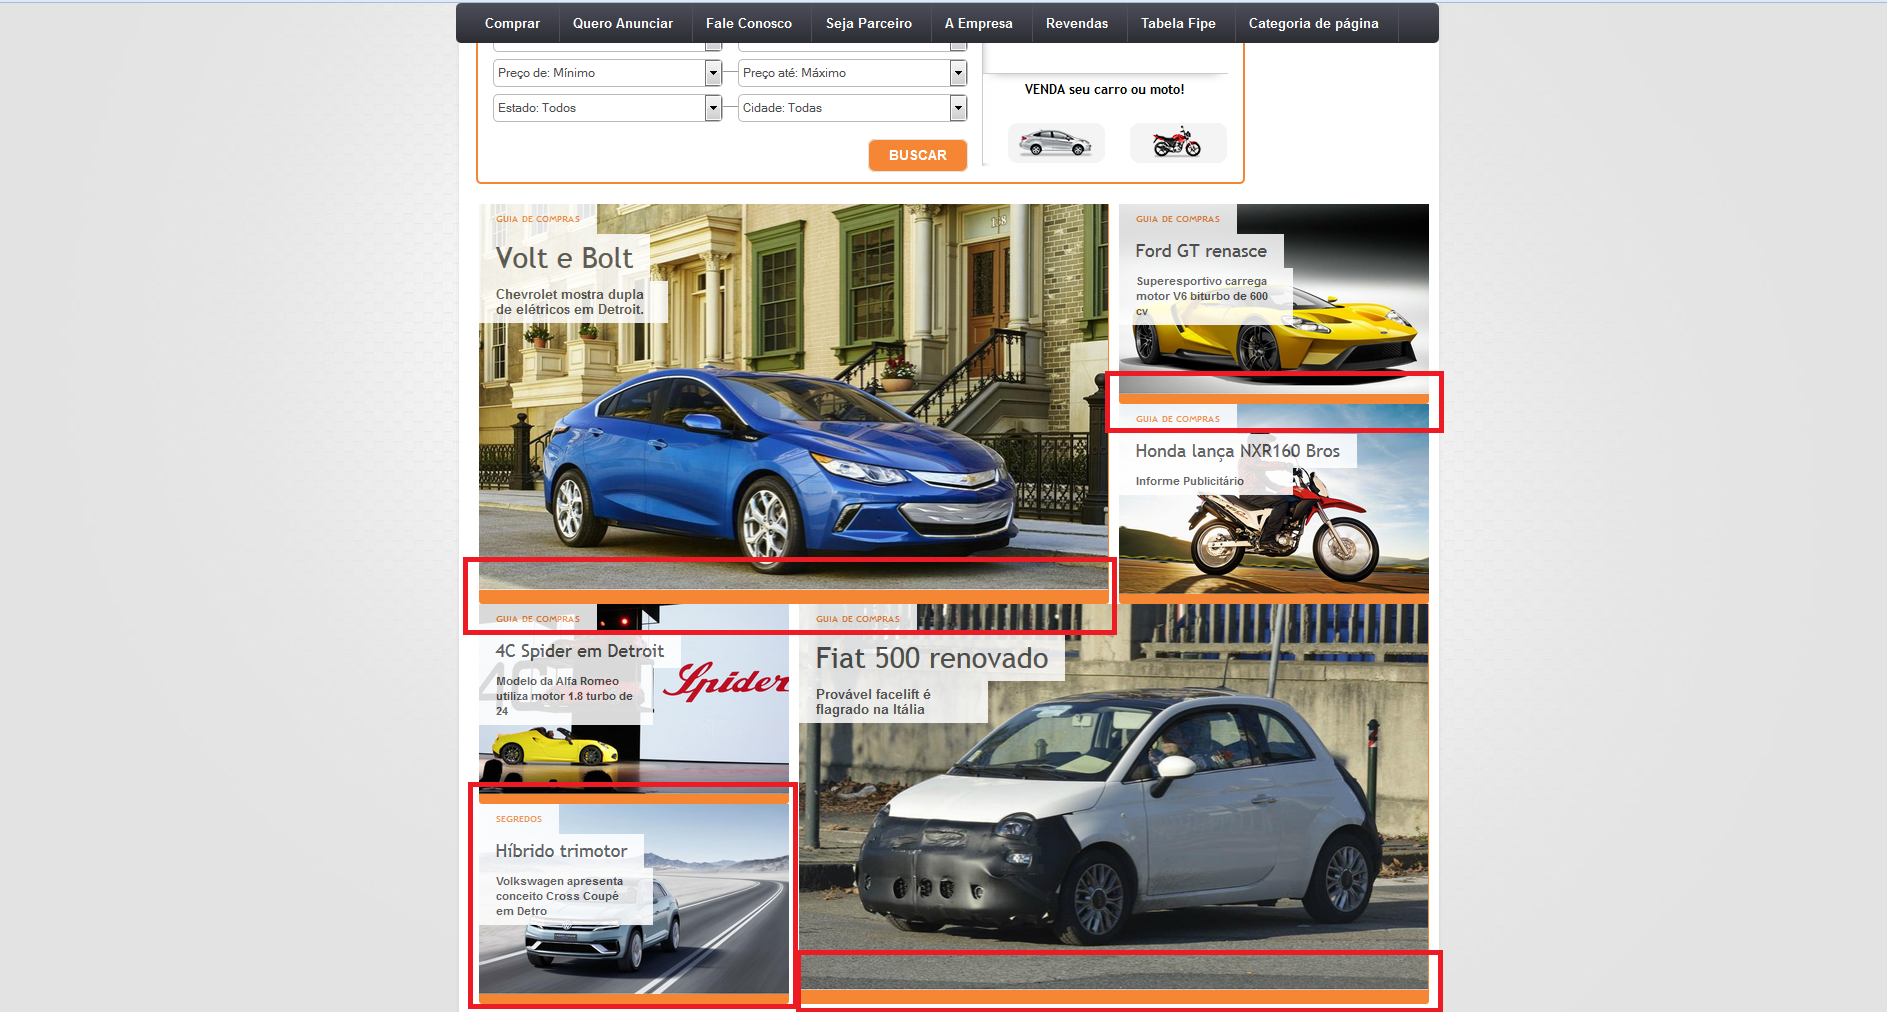 Comprar
Quero Anunciar
Fale Conosco
Seja Parceiro
A Empresa
Revendas
Tabela Fipe
Categoria de página
Preço de: Mínimo
Preço até: Máximo
Estado: Todos
Cidade: Todas
BUSCAR
VENDA seu carro ou moto!
GUIA DE COMPRAS
Volt e Bolt
Chevrolet mostra dupla
de elétricos em Detroit.
168
GUIA DE COMPRAS
Ford GT renasce
Superesportivo carrega
motor V6 biturbo de 600
cv
GUIA DE COMPRAS
Honda lança NXR160 Bros
Informe Publicitário
GUIA DE COMPRAS
4C Spider em Detroit
Modelo da Alfa Romeo
utiliza motor 1.8 turbo de
24
4C
Spider
GUIA DE COMPRAS
Fiat 500 renovado
Provável facelift é
flagrado na Itália
SEGREDOS
Híbrido trimotor
Volkswagen apresenta
conceito Cross Coupê
em Detro